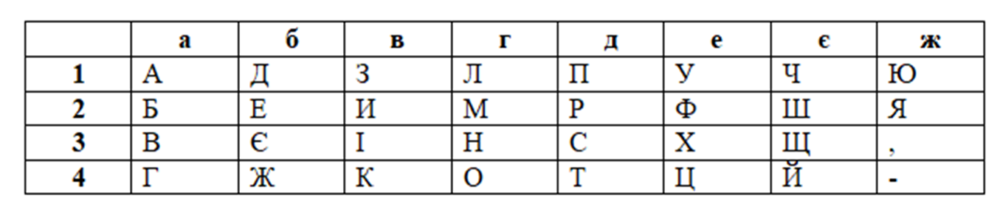 а б в г д е є ж
1 А Д З Л П У Ч Ю
2 Б Е И М Р Ф Ш Я
3 В Є І Н С Х Щ ,
4 Г Ж К О Т Ц Й -